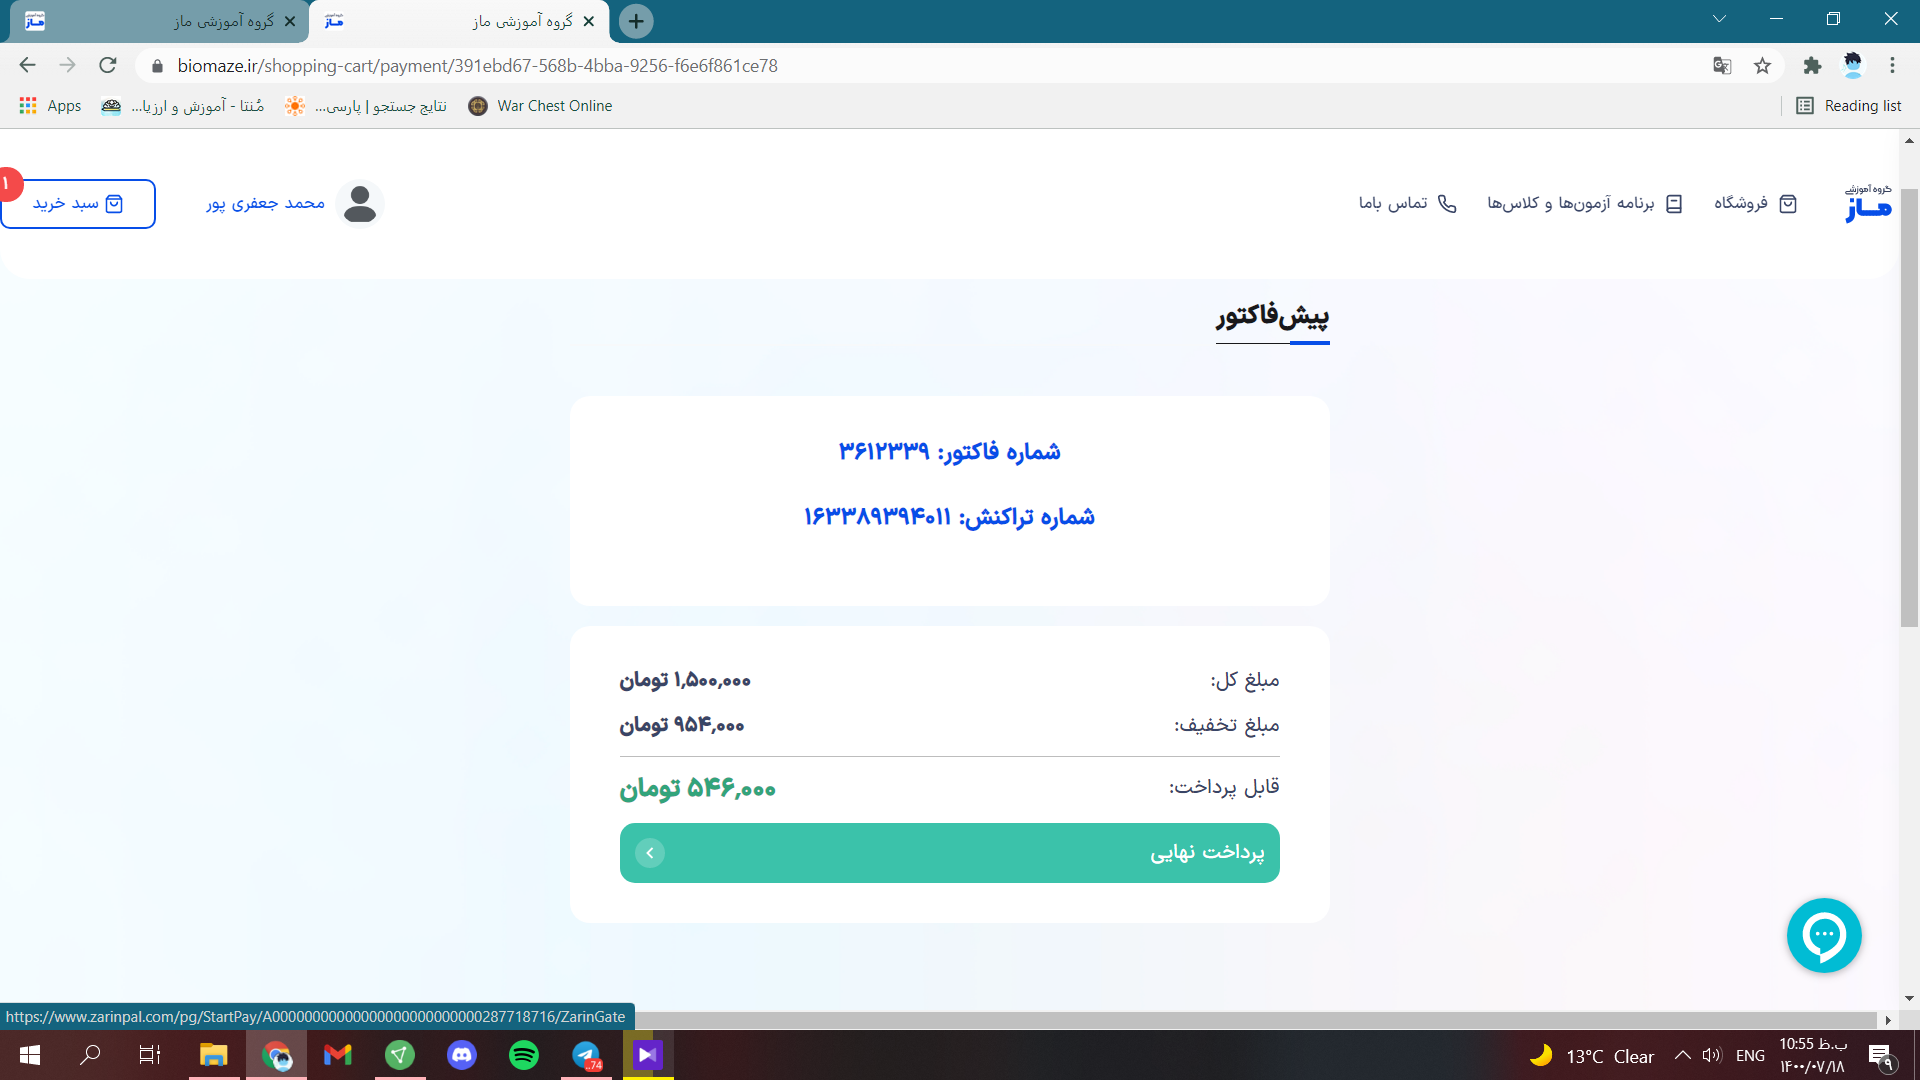 گروه آموزشی ماز
گروه آموزشی ماز
biomaze.ir/shopping-cart/payment/391ebd67-568b-4bba-9256-f6e6f861ce78
Apps
مُنتا - آموزش و ارزیا...
نتایج جستجو | پارسی...
War Chest Online
Reading list
گروه آموزشی
ماز
فروشگاه
برنامه آزمون‌ها و کلاس‌ها
تماس باما
محمد جعفری پور
سبد خرید
۱
پیش‌فاکتور
شماره فاکتور: ۳۶۱۲۳۳۹
شماره تراکنش: ۱۶۳۳۸۹۳۹۴۰۱۱
مبلغ کل: ۱,۵۰۰,۰۰۰ تومان
مبلغ تخفیف: ۹۵۴,۰۰۰ تومان
قابل پرداخت: ۵۴۶,۰۰۰ تومان
پرداخت نهایی
https://www.zarinpal.com/pg/StartPay/A00000000000000000000000000287718716/ZarinGate
..74
13°C Clear
ENG
10:55 ب.ظ
۱۴۰۰/۰۷/۱۸
۹